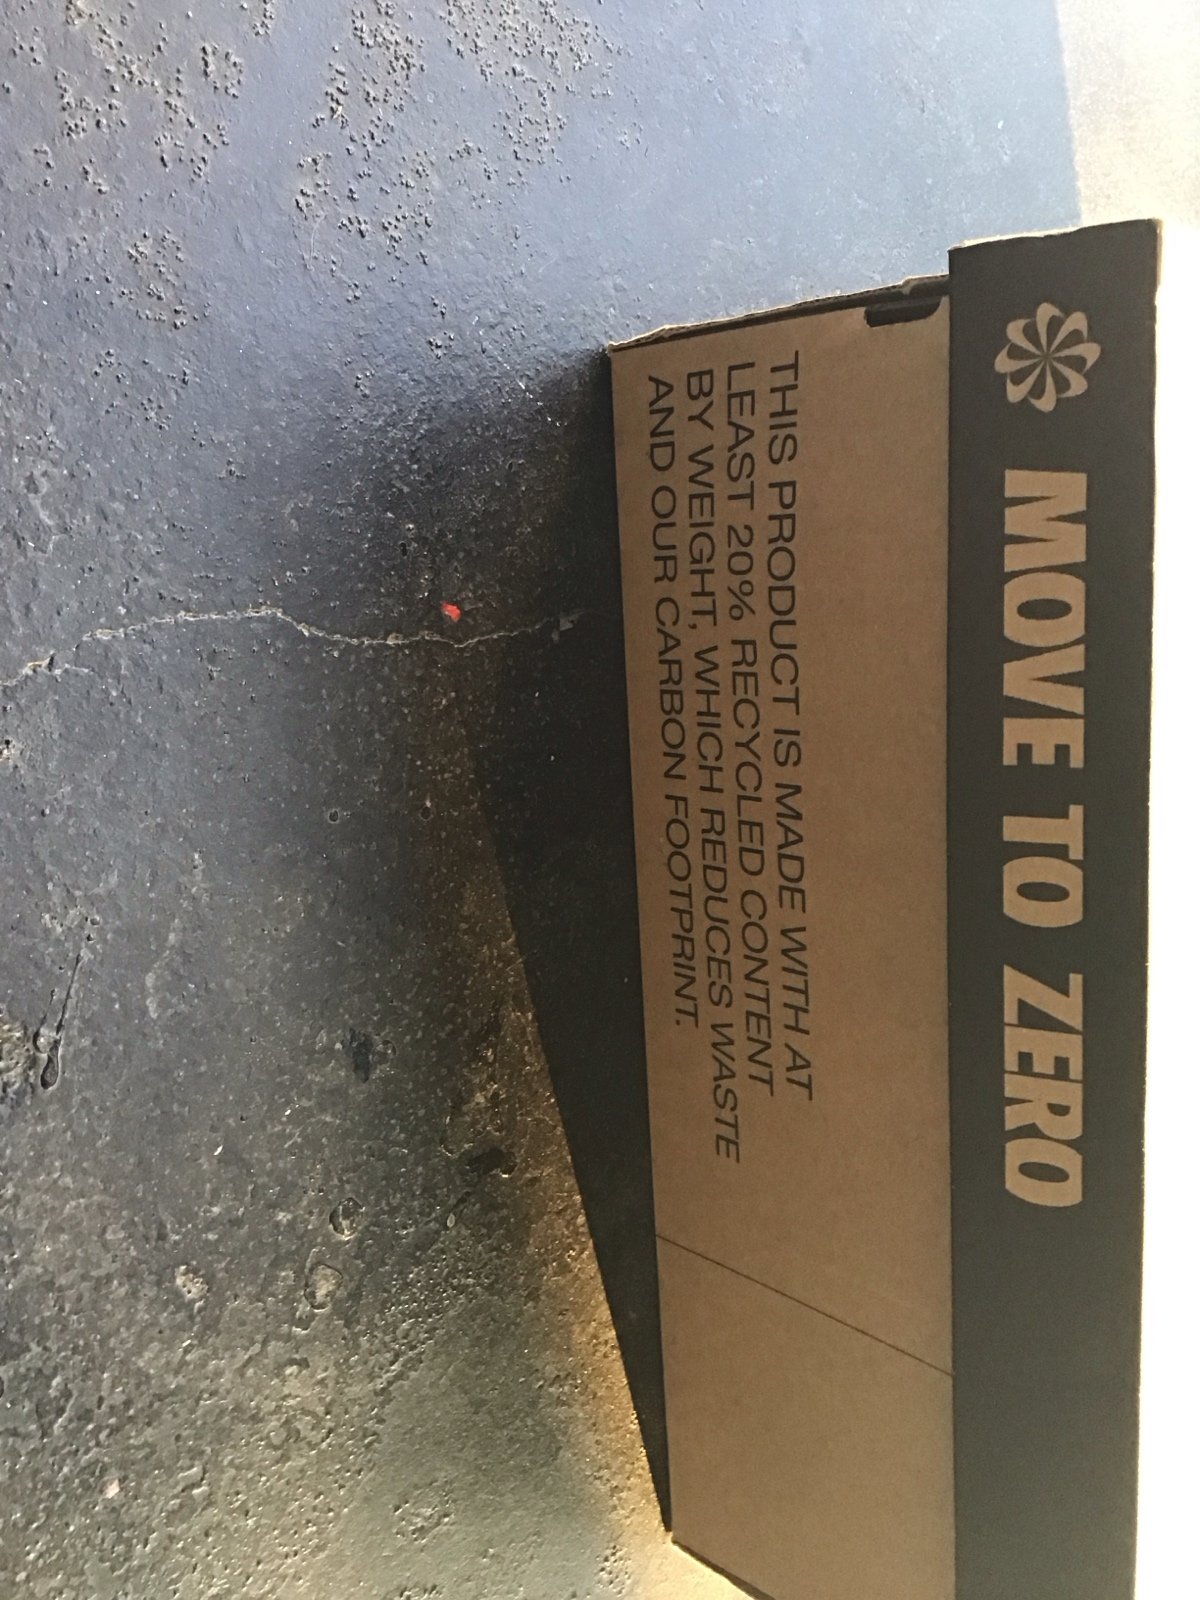 MOVE TO ZERO
THIS PRODUCT IS MADE WITH AT
LEAST 20% RECYCLED CONTENT
BY WEIGHT, WHICH REDUCES WASTE
AND OUR CARBON FOOTPRINT.